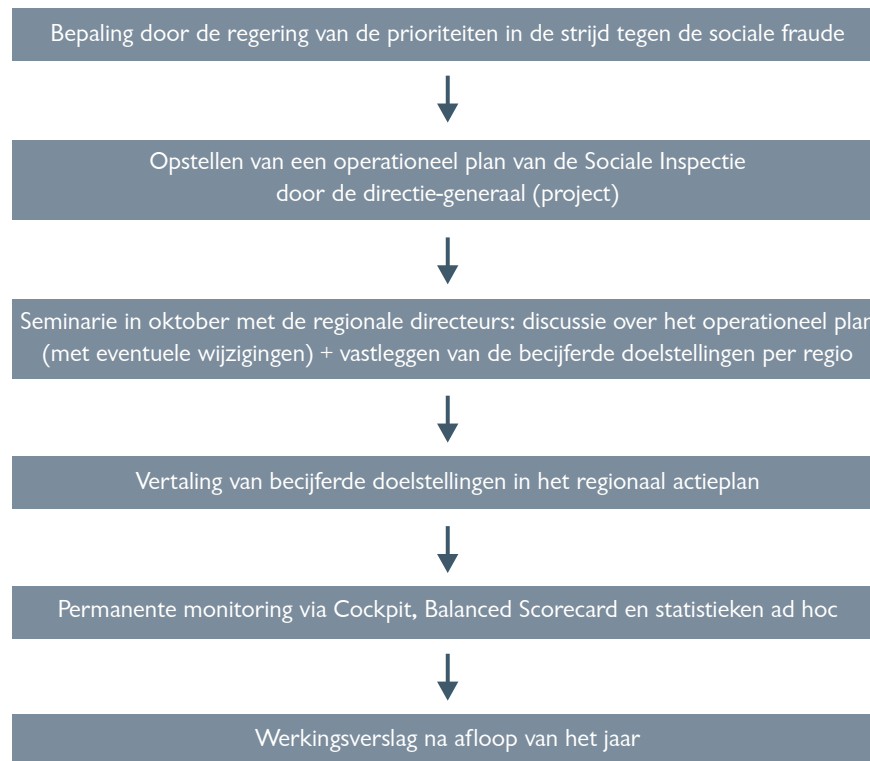 Bepaling door de regering van de prioriteiten in de strijd tegen de sociale fraude
Opstellen van een operationeel plan van de Sociale Inspectie
door de directie-generaal (project)
Seminarie in oktober met de regionale directeurs: discussie over het operationeel plan
(met eventuele wijzigingen) + vastleggen van de becijferde doelstellingen per regio
Vertaling van becijferde doelstellingen in het regionaal actieplan
Permanente monitoring via Cockpit, Balanced Scorecard en statistieken ad hoc
Werkingsverslag na afloop van het jaar